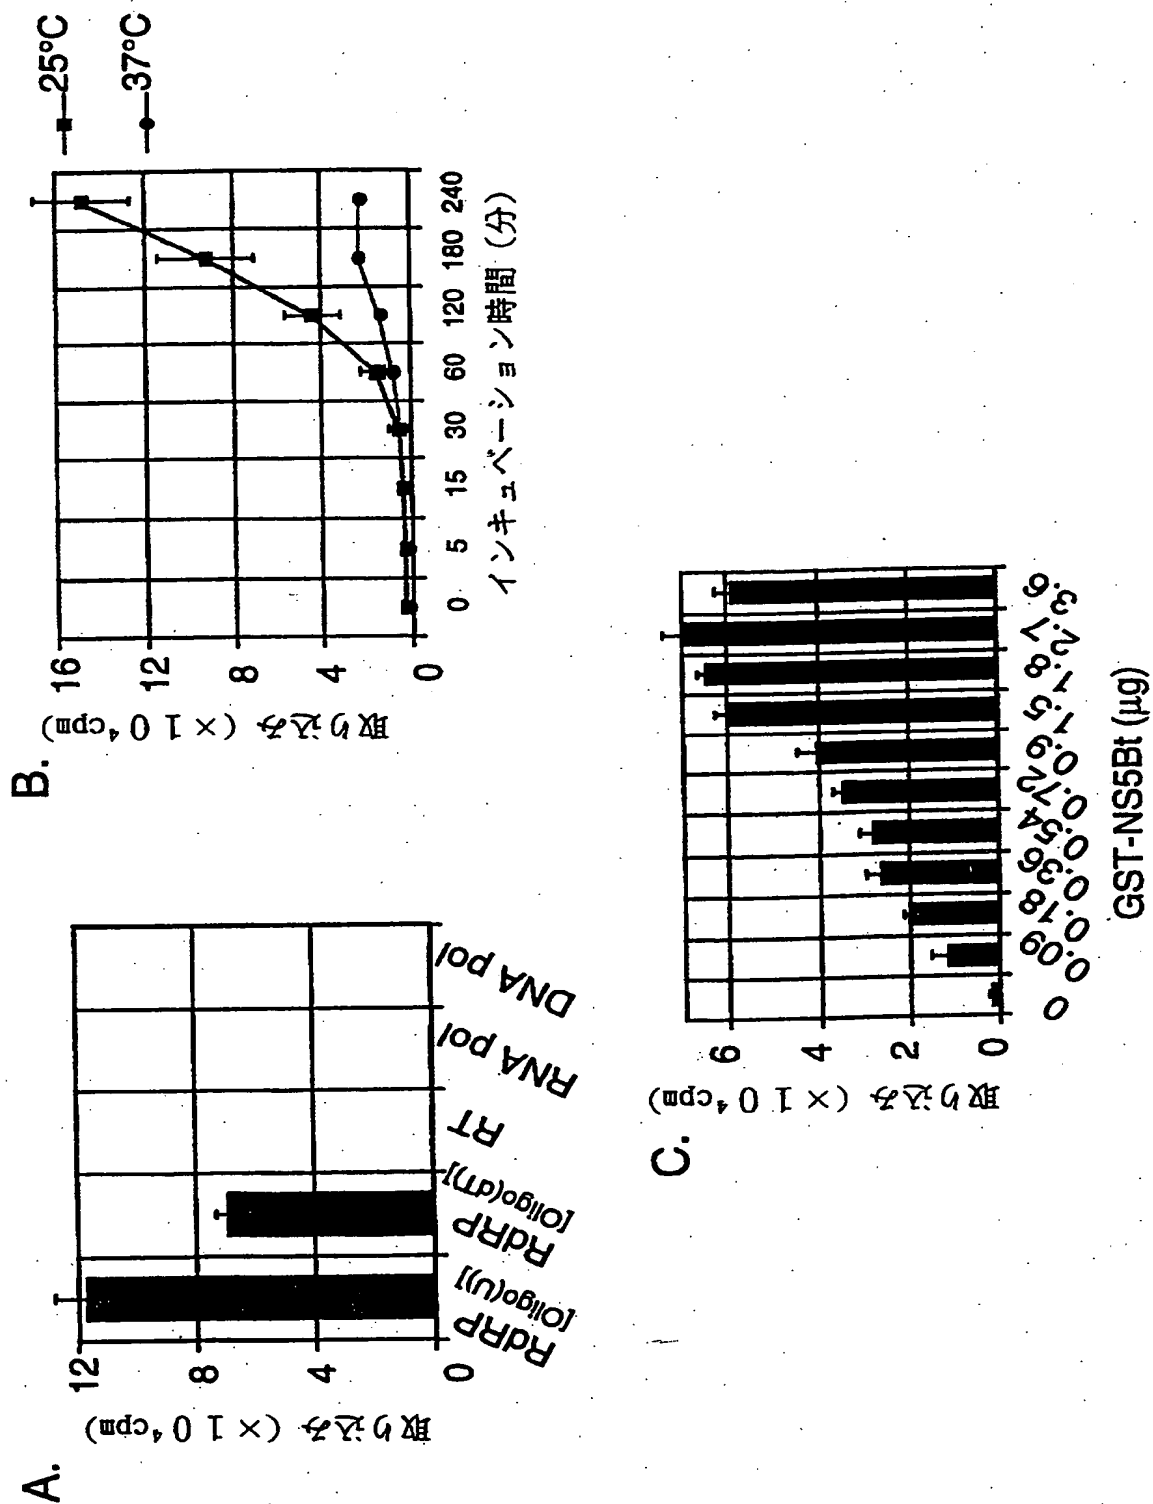 A.
取り込み (×10⁴cpm)
12
8
4
0
RdRP
[Oligo(U)]
RdRP
[Oligo(dT)]
RT
RNA pol
DNA pol
B.
取り込み (×10⁴cpm)
16
12
8
4
0
0 5 15 30 60 120 180 240
インキュベーション時間 (分)
25°C
37°C
C.
取り込み (×10⁴cpm)
6
4
2
0
0 0.09 0.18 0.36 0.54 0.72 0.9 1.5 1.8 2.7 3.6
GST-NS5Bt (μg)